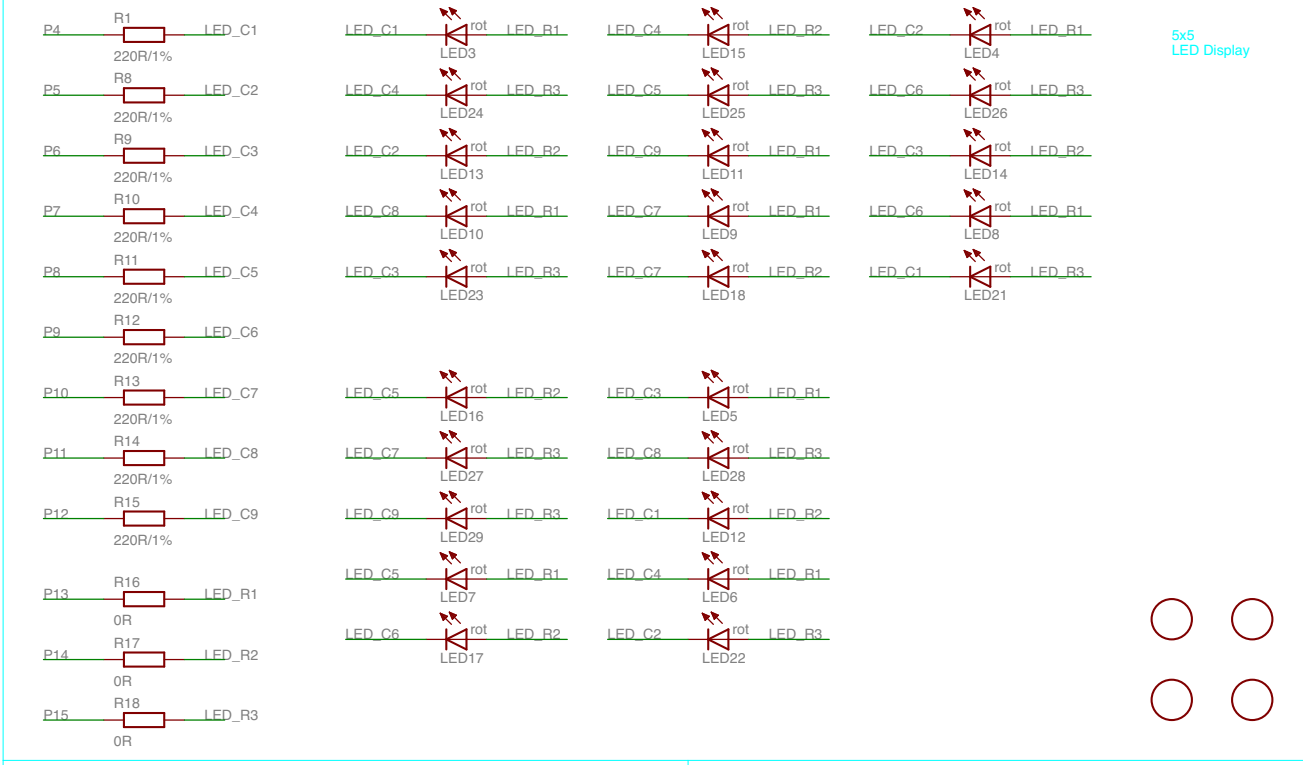 P4 R1 220R/1% LED_C1
P5 R8 220R/1% LED_C2
P6 R9 220R/1% LED_C3
P7 R10 220R/1% LED_C4
P8 R11 220R/1% LED_C5
P9 R12 220R/1% LED_C6
P10 R13 220R/1% LED_C7
P11 R14 220R/1% LED_C8
P12 R15 220R/1% LED_C9
P13 R16 0R LED_R1
P14 R17 0R LED_R2
P15 R18 0R LED_R3
LED_C1 rot LED3 LED_R1
LED_C4 rot LED24 LED_R3
LED_C2 rot LED13 LED_R2
LED_C8 rot LED10 LED_R1
LED_C3 rot LED23 LED_R3
LED_C5 rot LED16 LED_R2
LED_C7 rot LED27 LED_R3
LED_C9 rot LED29 LED_R3
LED_C5 rot LED7 LED_R1
LED_C6 rot LED17 LED_R2
LED_C4 rot LED15 LED_R2
LED_C5 rot LED25 LED_R3
LED_C9 rot LED11 LED_R1
LED_C7 rot LED9 LED_R1
LED_C7 rot LED18 LED_R2
LED_C3 rot LED5 LED_R1
LED_C8 rot LED28 LED_R3
LED_C1 rot LED12 LED_R2
LED_C4 rot LED6 LED_R1
LED_C2 rot LED22 LED_R3
LED_C2 rot LED4 LED_R1
LED_C6 rot LED26 LED_R3
LED_C3 rot LED14 LED_R2
LED_C6 rot LED8 LED_R1
LED_C1 rot LED21 LED_R3
5x5
LED Display